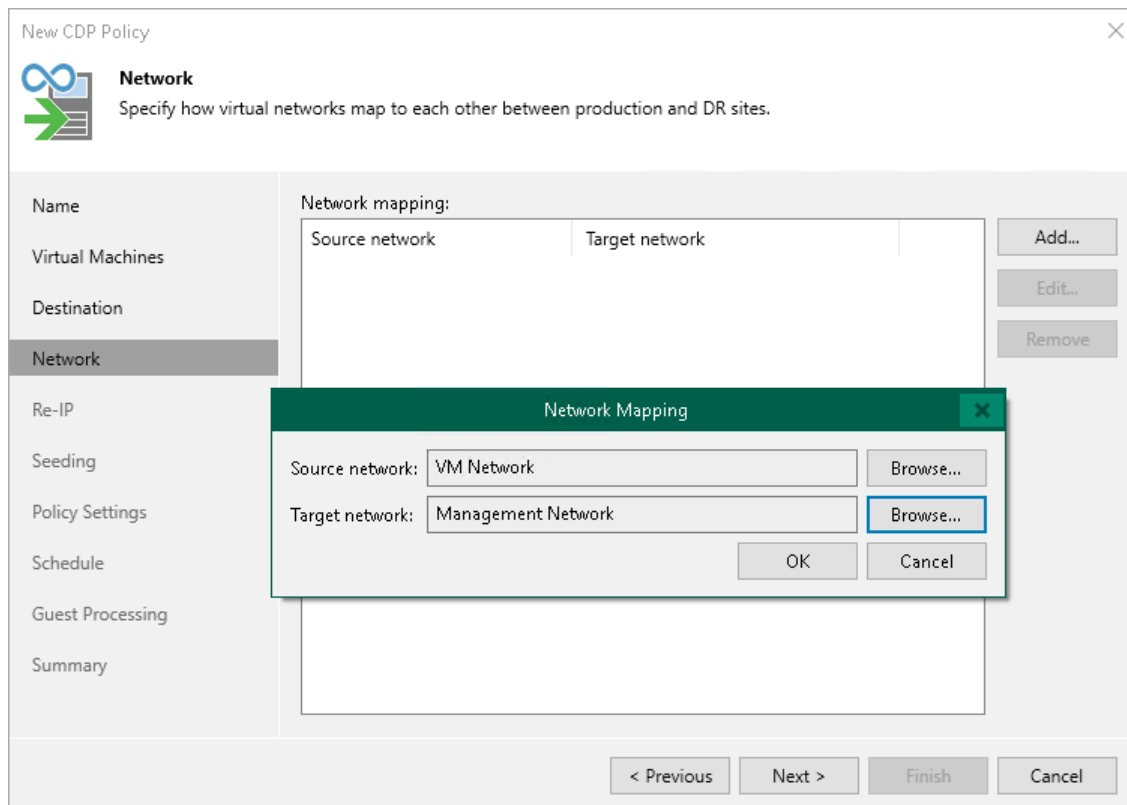 New CDP Policy
Network
Specify how virtual networks map to each other between production and DR sites.
Name
Virtual Machines
Destination
Network
Re-IP
Seeding
Policy Settings
Schedule
Guest Processing
Summary
Network mapping:
Source network Target network
Add...
Edit...
Remove
Network Mapping
Source network: VM Network Browse...
Target network: Management Network Browse...
OK Cancel
< Previous Next > Finish Cancel